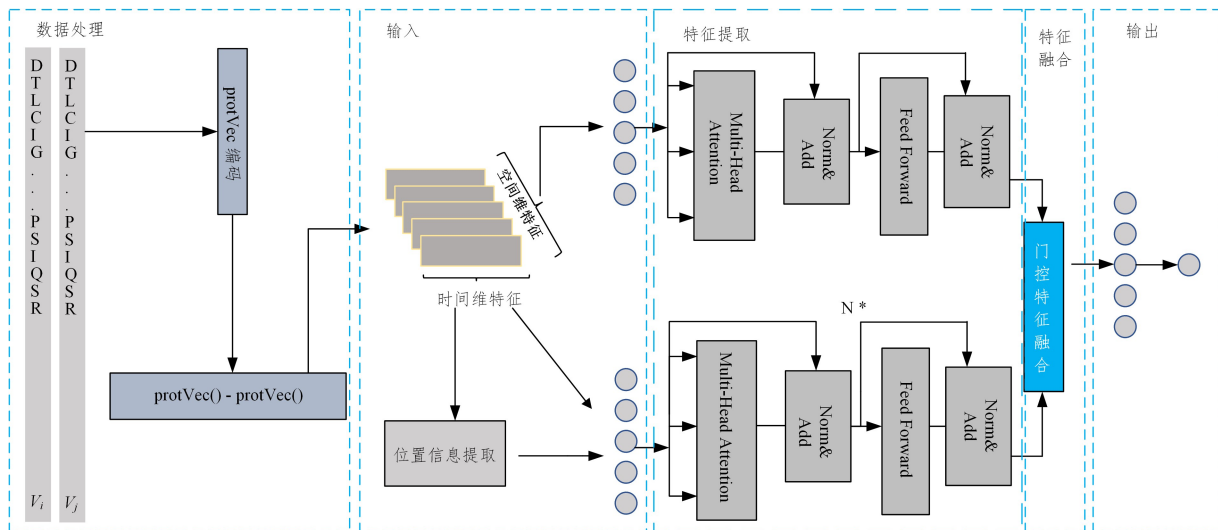 数据处理
输入
特征提取
特征
融合
输出
D
T
L
C
I
G
.
.
.
P
S
I
Q
S
R
V_i
D
T
L
C
I
G
.
.
.
P
S
I
Q
S
R
V_j
protVec 编码
protVec() - protVec()
空间维特征
时间维特征
位置信息提取
Multi-Head
Attention
Norm&
Add
Feed Forward
Norm&
Add
N *
Multi-Head Attention
Norm&
Add
Feed Forward
Norm&
Add
门控特征融合